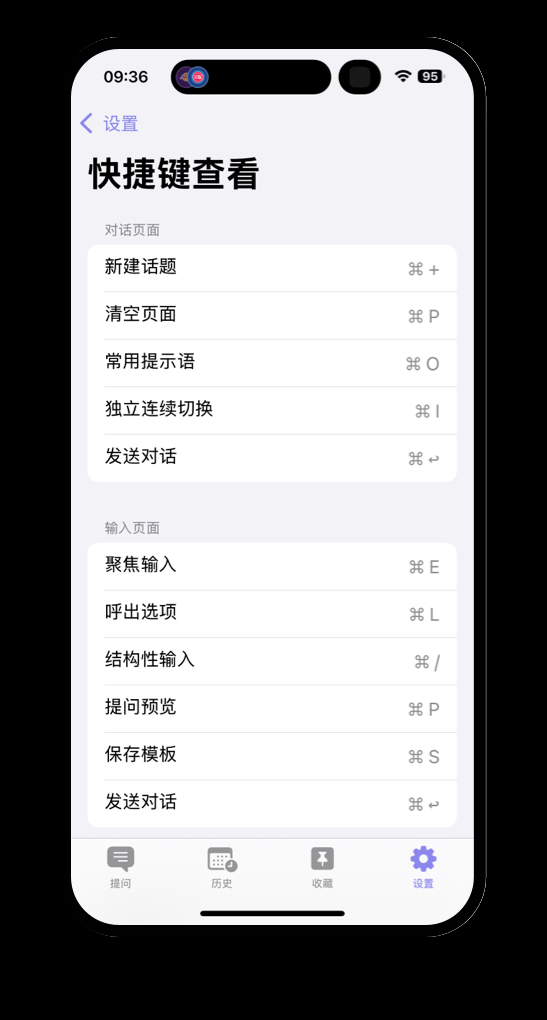 09:36
95
设置
快捷键查看
对话页面
新建话题 ⌘ +
清空页面 ⌘ P
常用提示语 ⌘ O
独立连续切换 ⌘ I
发送对话 ⌘ ↩
输入页面
聚焦输入 ⌘ E
呼出选项 ⌘ L
结构性输入 ⌘ /
提问预览 ⌘ P
保存模板 ⌘ S
发送对话 ⌘ ↩
提问 历史 收藏 设置